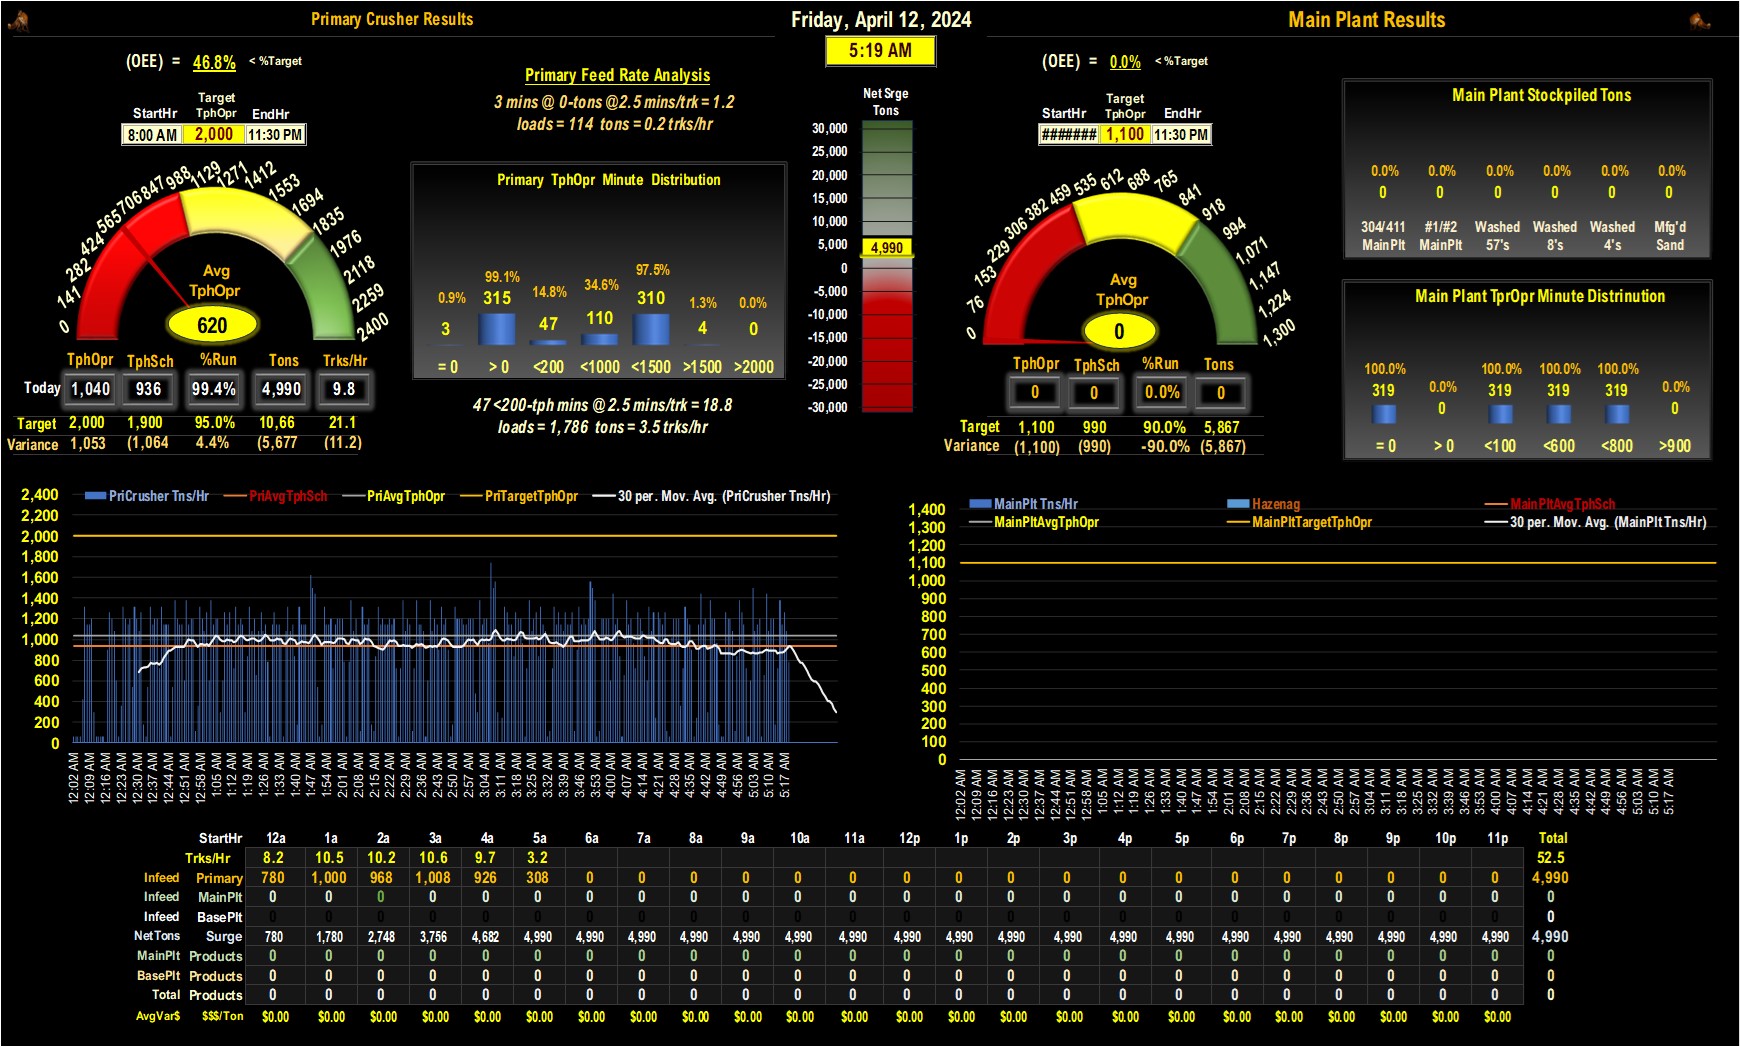 Primary Crusher Results
Friday, April 12, 2024
Main Plant Results
5:19 AM
(OEE) = 46.8% < %Target
StartHr Target TphOpr EndHr
8:00 AM 2,000 11:30 PM
Primary Feed Rate Analysis
3 mins @ 0-tons @2.5 mins/trk = 1.2
loads = 114 tons = 0.2 trks/hr
0 141 282 424 565 706 847 988 1129 1271 1412 1553 1694 1835 1976 2118 2259 2400
Avg
TphOpr
620
TphOpr TphSch %Run Tons Trks/Hr
Today 1,040 936 99.4% 4,990 9.8
Target 2,000 1,900 95.0% 10,66 21.1
Variance 1,053 (1,064 4.4% (5,677 (11.2)
Primary TphOpr Minute Distribution
0.9% 99.1% 14.8% 34.6% 97.5% 1.3% 0.0%
3 315 47 110 310 4 0
= 0 > 0 <200 <1000 <1500 >1500 >2000
47 <200-tph mins @ 2.5 mins/trk = 18.8
loads = 1,786 tons = 3.5 trks/hr
Net Srge
Tons
30,000
25,000
20,000
15,000
10,000
5,000
4,990
0
-5,000
-10,000
-15,000
-20,000
-25,000
-30,000
(OEE) = 0.0% < %Target
StartHr Target TphOpr EndHr
####### 1,100 11:30 PM
0 76 153 229 306 382 459 535 612 688 765 841 918 994 1,071 1,147 1,224 1,300
Avg
TphOpr
0
TphOpr TphSch %Run Tons
0 0 0.0% 0
Target 1,100 990 90.0% 5,867
Variance (1,100) (990) -90.0% (5,867)
Main Plant Stockpiled Tons
0.0% 0.0% 0.0% 0.0% 0.0% 0.0%
0 0 0 0 0 0
304/411 #1/#2 Washed Washed Washed Mfg'd
MainPlt MainPlt 57's 8's 4's Sand
Main Plant TprOpr Minute Distrinution
100.0% 0.0% 100.0% 100.0% 100.0% 0.0%
319 0 319 319 319 0
= 0 > 0 <100 <600 <800 >900
PriCrusher Tns/Hr PriAvgTphSch PriAvgTphOpr PriTargetTphOpr 30 per. Mov. Avg. (PriCrusher Tns/Hr)
2,400
2,200
2,000
1,800
1,600
1,400
1,200
1,000
800
600
400
200
0
12:02 AM 12:09 AM 12:16 AM 12:23 AM 12:30 AM 12:37 AM 12:44 AM 12:51 AM 12:58 AM 1:05 AM 1:12 AM 1:19 AM 1:26 AM 1:33 AM 1:40 AM 1:47 AM 1:54 AM 2:01 AM 2:08 AM 2:15 AM 2:22 AM 2:29 AM 2:36 AM 2:43 AM 2:50 AM 2:57 AM 3:04 AM 3:11 AM 3:18 AM 3:25 AM 3:32 AM 3:39 AM 3:46 AM 3:53 AM 4:00 AM 4:07 AM 4:14 AM 4:21 AM 4:28 AM 4:35 AM 4:42 AM 4:49 AM 4:56 AM 5:03 AM 5:10 AM 5:17 AM
MainPlt Tns/Hr Hazenag MainPltAvgTphSch
MainPltAvgTphOpr MainPltTargetTphOpr 30 per. Mov. Avg. (MainPlt Tns/Hr)
1,400
1,300
1,200
1,100
1,000
900
800
700
600
500
400
300
200
100
0
12:02 AM 12:09 AM 12:16 AM 12:23 AM 12:30 AM 12:37 AM 12:44 AM 12:51 AM 12:58 AM 1:05 AM 1:12 AM 1:19 AM 1:26 AM 1:33 AM 1:40 AM 1:47 AM 1:54 AM 2:01 AM 2:08 AM 2:15 AM 2:22 AM 2:29 AM 2:36 AM 2:43 AM 2:50 AM 2:57 AM 3:04 AM 3:11 AM 3:18 AM 3:25 AM 3:32 AM 3:39 AM 3:46 AM 3:53 AM 4:00 AM 4:07 AM 4:14 AM 4:21 AM 4:28 AM 4:35 AM 4:42 AM 4:49 AM 4:56 AM 5:03 AM 5:10 AM 5:17 AM
StartHr 12a 1a 2a 3a 4a 5a 6a 7a 8a 9a 10a 11a 12p 1p 2p 3p 4p 5p 6p 7p 8p 9p 10p 11p Total
Trks/Hr 8.2 10.5 10.2 10.6 9.7 3.2 52.5
Infeed Primary 780 1,000 968 1,008 926 308 0 0 0 0 0 0 0 0 0 0 0 0 0 0 0 0 0 0 4,990
Infeed MainPlt 0 0 0 0 0 0 0 0 0 0 0 0 0 0 0 0 0 0 0 0 0 0 0 0 0
Infeed BasePlt 0 0 0 0 0 0 0 0 0 0 0 0 0 0 0 0 0 0 0 0 0 0 0 0 0
NetTons Surge 780 1,780 2,748 3,756 4,682 4,990 4,990 4,990 4,990 4,990 4,990 4,990 4,990 4,990 4,990 4,990 4,990 4,990 4,990 4,990 4,990 4,990 4,990 4,990 4,990
MainPlt Products 0 0 0 0 0 0 0 0 0 0 0 0 0 0 0 0 0 0 0 0 0 0 0 0 0
BasePlt Products 0 0 0 0 0 0 0 0 0 0 0 0 0 0 0 0 0 0 0 0 0 0 0 0 0
Total Products 0 0 0 0 0 0 0 0 0 0 0 0 0 0 0 0 0 0 0 0 0 0 0 0 0
AvgVar$ $$$/Ton $0.00 $0.00 $0.00 $0.00 $0.00 $0.00 $0.00 $0.00 $0.00 $0.00 $0.00 $0.00 $0.00 $0.00 $0.00 $0.00 $0.00 $0.00 $0.00 $0.00 $0.00 $0.00 $0.00 $0.00